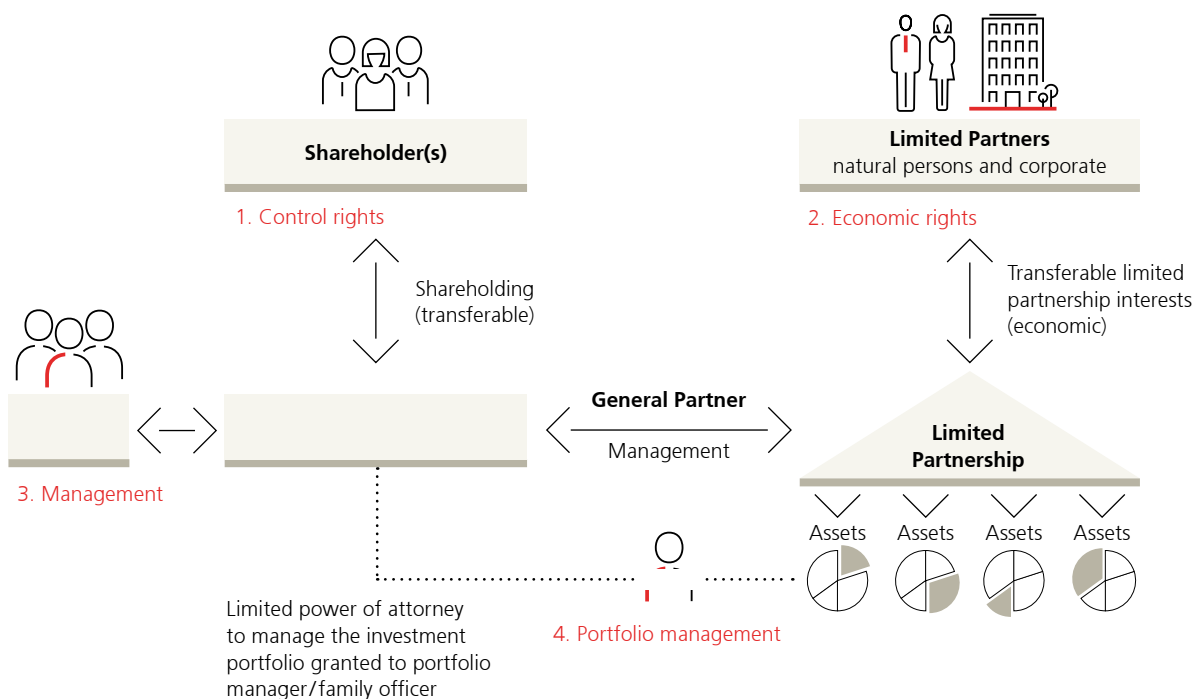 Shareholder(s)
1. Control rights
Limited Partners
natural persons and corporate
2. Economic rights
Shareholding
(transferable)
Transferable limited
partnership interests
(economic)
3. Management
General Partner
Management
Limited
Partnership
Assets
Assets
Assets
Assets
Limited power of attorney
to manage the investment
portfolio granted to portfolio
manager/family officer
4. Portfolio management